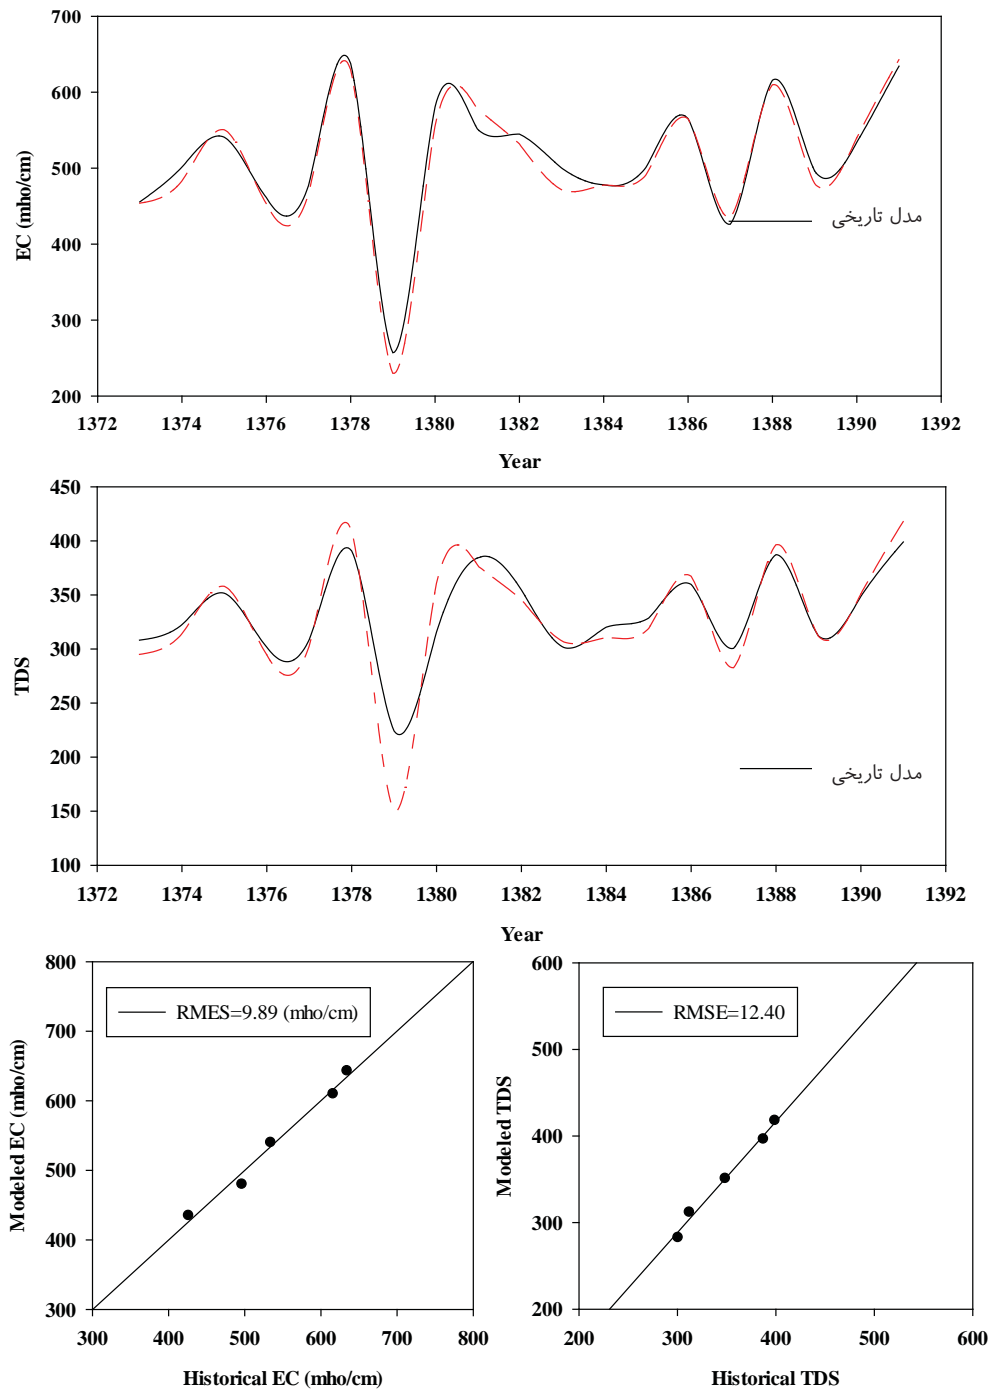 700
600
500
400
300
200
EC (mho/cm)
مدل تاریخی
1372 1374 1376 1378 1380 1382 1384 1386 1388 1390 1392
Year
450
400
350
300
250
200
150
100
TDS
مدل تاریخی
1372 1374 1376 1378 1380 1382 1384 1386 1388 1390 1392
Year
800
700
600
500
400
300
Modeled EC (mho/cm)
RMES=9.89 (mho/cm)
300 400 500 600 700 800
Historical EC (mho/cm)
600
500
400
300
200
Modeled TDS
RMSE=12.40
200 300 400 500 600
Historical TDS